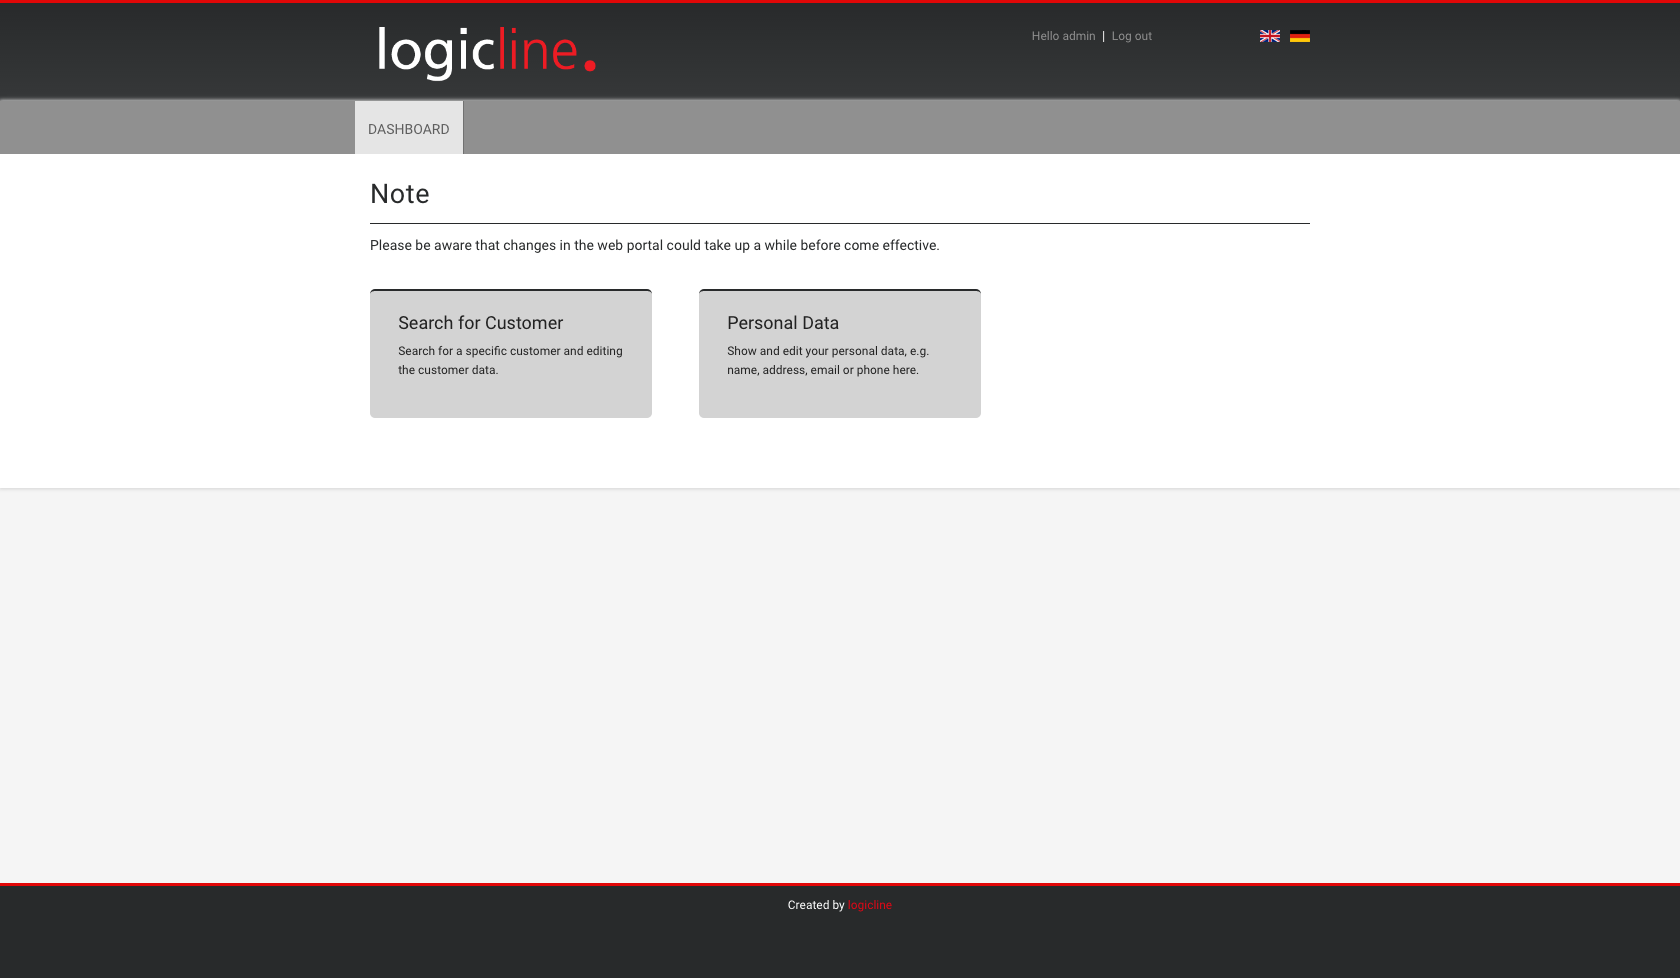 logicline.
Hello admin | Log out
DASHBOARD
Note
Please be aware that changes in the web portal could take up a while before come effective.
Search for Customer
Search for a specific customer and editing
the customer data.
Personal Data
Show and edit your personal data, e.g.
name, address, email or phone here.
Created by logicline